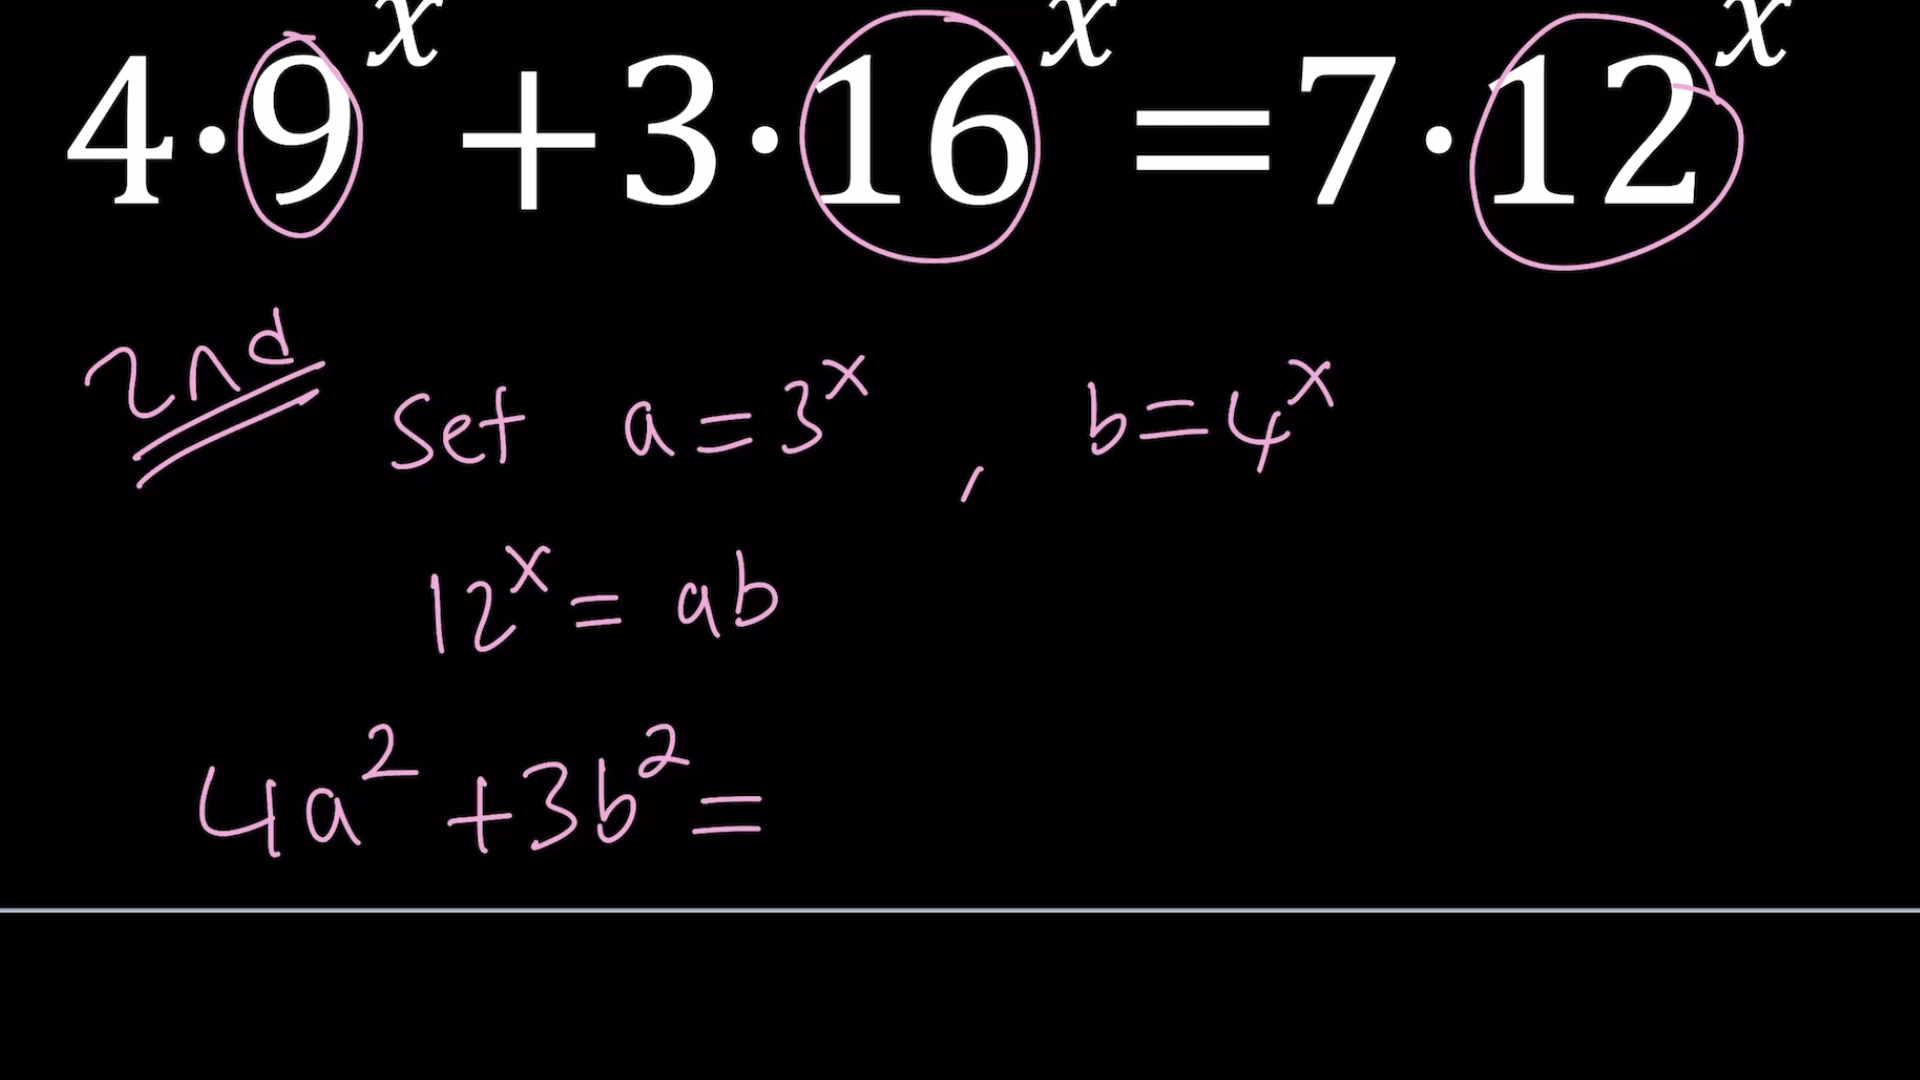 4·9^x + 3·16^x = 7·12^x
2nd Set a = 3^x , b = 4^x
12^x = ab
4a^2 + 3b^2 =